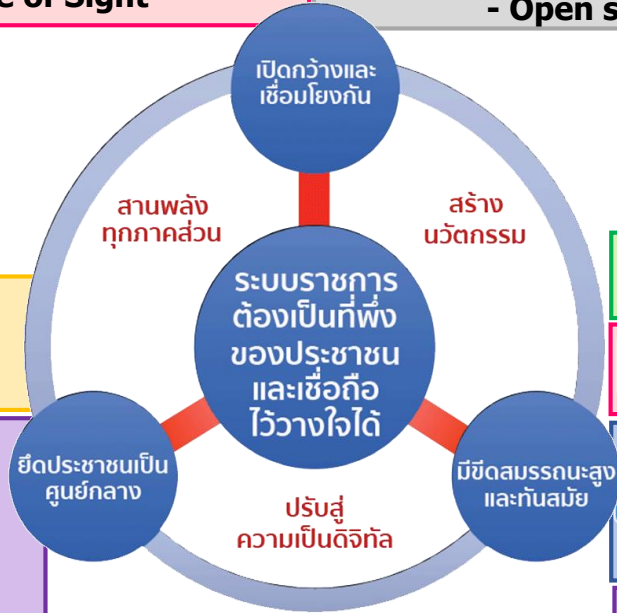 e of Sight
- Open s
เปิดกว้างและ
เชื่อมโยงกัน
สานพลัง
ทุกภาคส่วน
สร้าง
นวัตกรรม
ระบบราชการ
ต้องเป็นที่พึ่ง
ของประชาชน
และเชื่อถือ
ไว้วางใจได้
ยึดประชาชนเป็น
ศูนย์กลาง
มีขีดสมรรถนะสูง
และทันสมัย
ปรับสู่
ความเป็นดิจิทัล